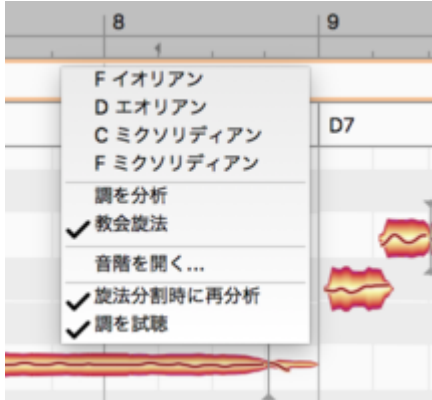 8 9
F イオリアン
D エオリアン
C ミクソリディアン
D7
F ミクソリディアン
調を分析
教会旋法
音階を開く...
旋法分割時に再分析
調を試聴